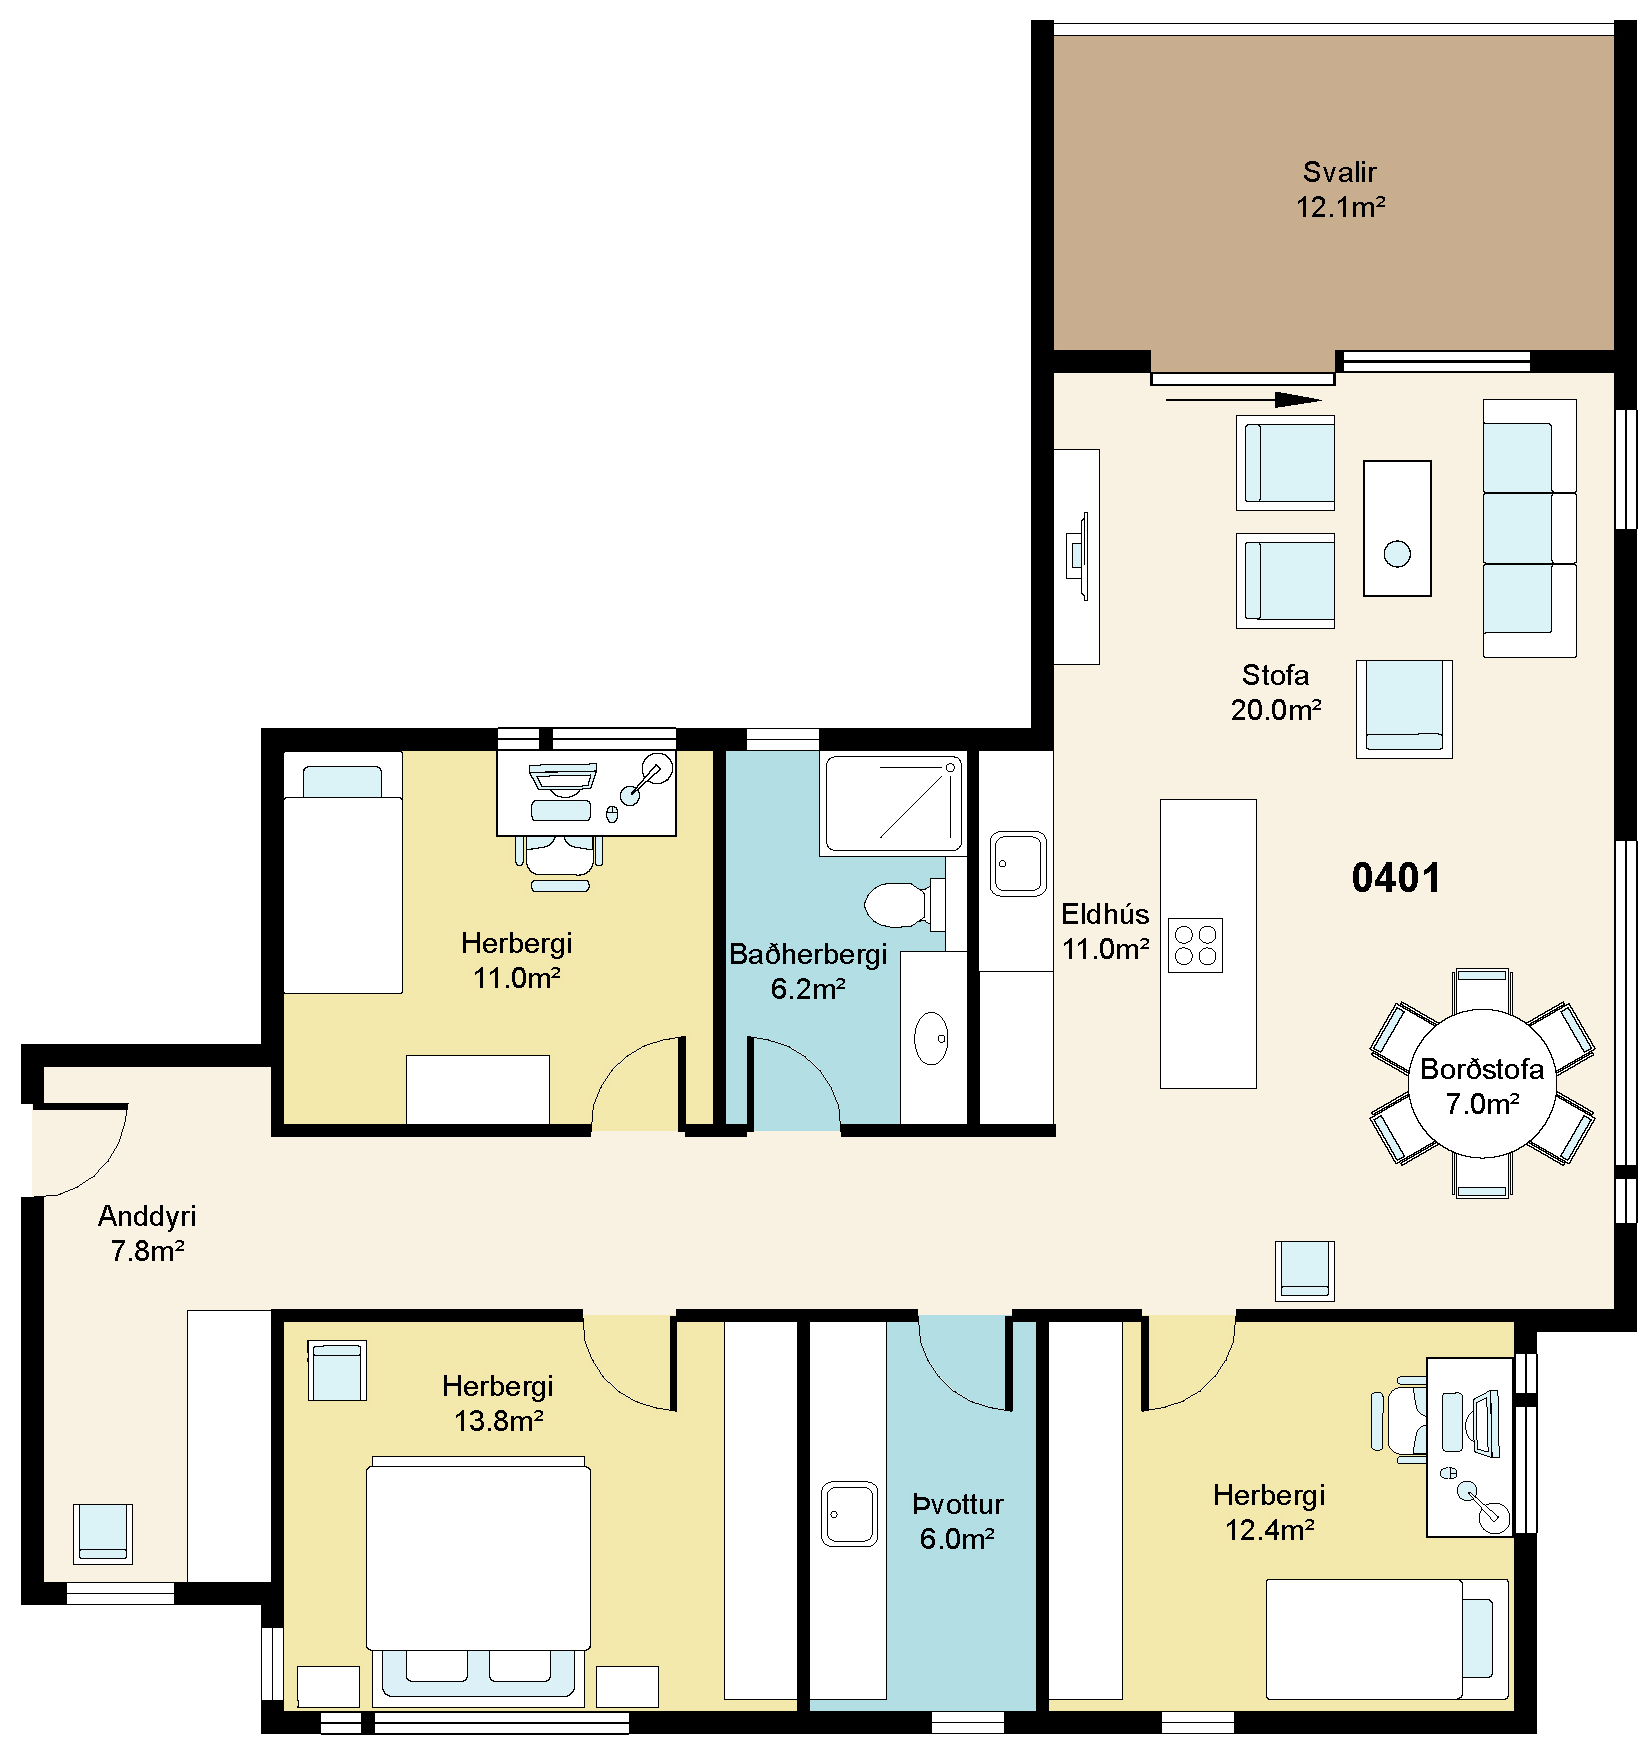 Svalir
12.1m²
Stofa
20.0m²
0401
Eldhús
11.0m²
Herbergi
11.0m²
Baðherbergi
6.2m²
Borðstofa
7.0m²
Anddyri
7.8m²
Herbergi
13.8m²
Þvottur
6.0m²
Herbergi
12.4m²